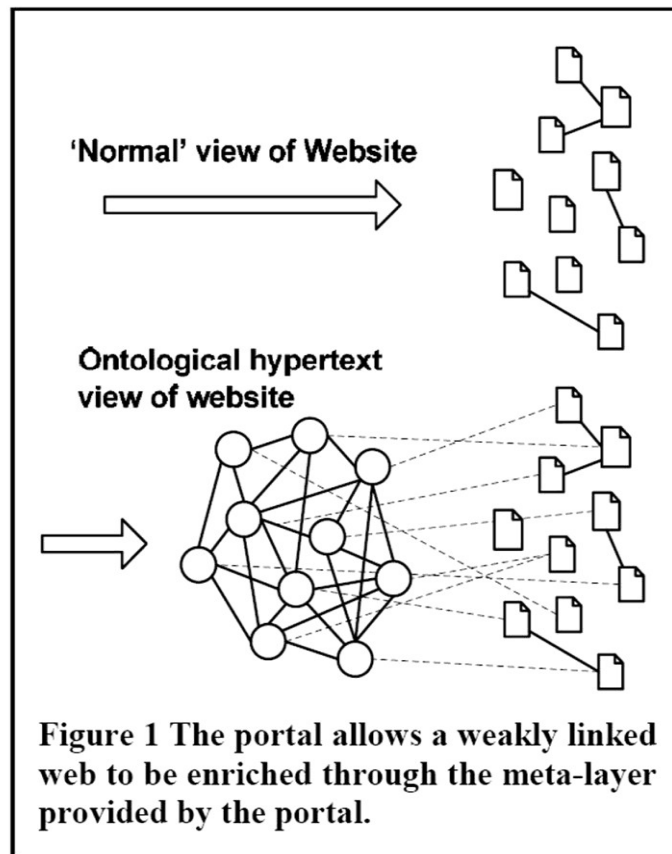 ‘Normal’ view of Website
Ontological hypertext
view of website
Figure 1 The portal allows a weakly linked
web to be enriched through the meta-layer
provided by the portal.